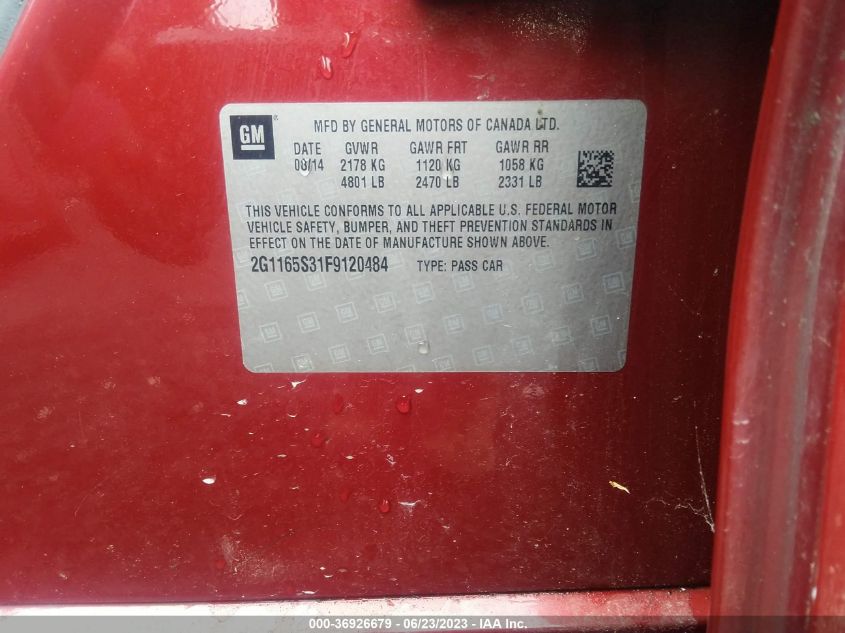 GM
®
MFD BY GENERAL MOTORS OF CANADA LTD.
DATE GVWR GAWR FRT GAWR RR
08/14 2178 KG 1120 KG 1058 KG
4801 LB 2470 LB 2331 LB
THIS VEHICLE CONFORMS TO ALL APPLICABLE U.S. FEDERAL MOTOR
VEHICLE SAFETY, BUMPER, AND THEFT PREVENTION STANDARDS IN
EFFECT ON THE DATE OF MANUFACTURE SHOWN ABOVE.
2G1165S31F9120484 TYPE: PASS CAR
000-36926679 - 06/23/2023 - IAA Inc.